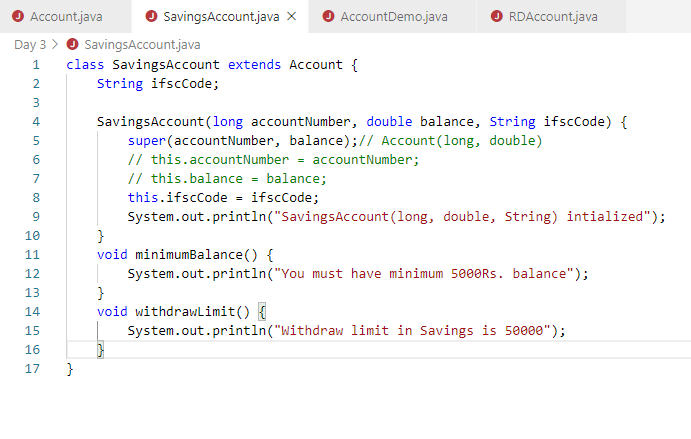 Account.java SavingsAccount.java AccountDemo.java RDAccount.java
Day 3 > SavingsAccount.java
1 class SavingsAccount extends Account {
2     String ifscCode;
3
4     SavingsAccount(long accountNumber, double balance, String ifscCode) {
5         super(accountNumber, balance);// Account(long, double)
6         // this.accountNumber = accountNumber;
7         // this.balance = balance;
8         this.ifscCode = ifscCode;
9         System.out.println("SavingsAccount(long, double, String) intialized");
10     }
11     void minimumBalance() {
12         System.out.println("You must have minimum 5000Rs. balance");
13     }
14     void withdrawLimit() {
15         System.out.println("Withdraw limit in Savings is 50000");
16     }
17 }